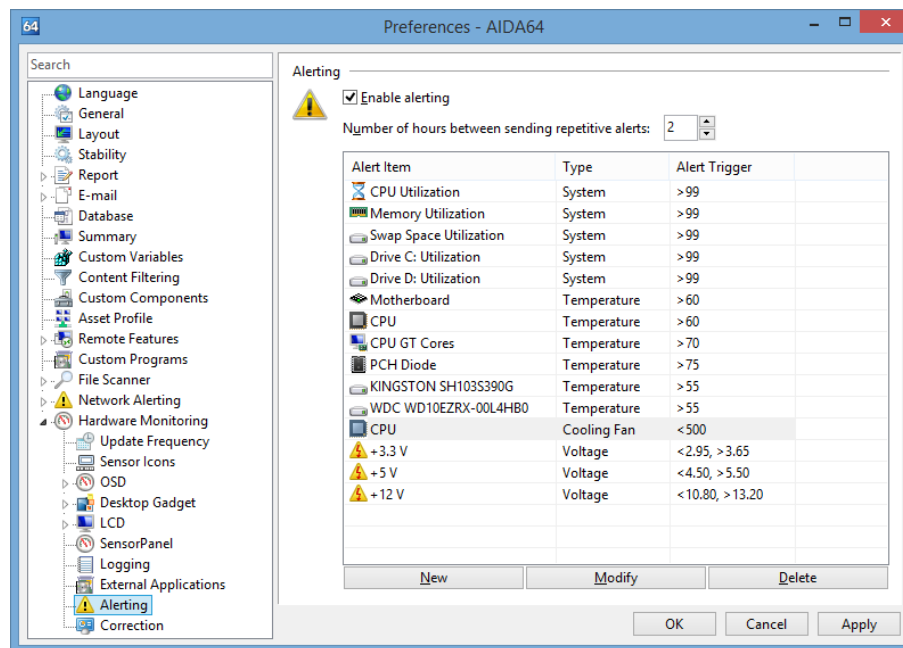 64 Preferences - AIDA64
Search
Language
General
Layout
Stability
Report
E-mail
Database
Summary
Custom Variables
Content Filtering
Custom Components
Asset Profile
Remote Features
Custom Programs
File Scanner
Network Alerting
Hardware Monitoring
Update Frequency
Sensor Icons
OSD
Desktop Gadget
LCD
SensorPanel
Logging
External Applications
Alerting
Correction
Alerting
Enable alerting
Number of hours between sending repetitive alerts: 2
Alert Item Type Alert Trigger
CPU Utilization System >99
Memory Utilization System >99
Swap Space Utilization System >99
Drive C: Utilization System >99
Drive D: Utilization System >99
Motherboard Temperature >60
CPU Temperature >60
CPU GT Cores Temperature >70
PCH Diode Temperature >75
KINGSTON SH103S390G Temperature >55
WDC WD10EZRX-00L4HB0 Temperature >55
CPU Cooling Fan <500
+3.3 V Voltage <2.95, >3.65
+5 V Voltage <4.50, >5.50
+12 V Voltage <10.80, >13.20
New Modify Delete
OK Cancel Apply